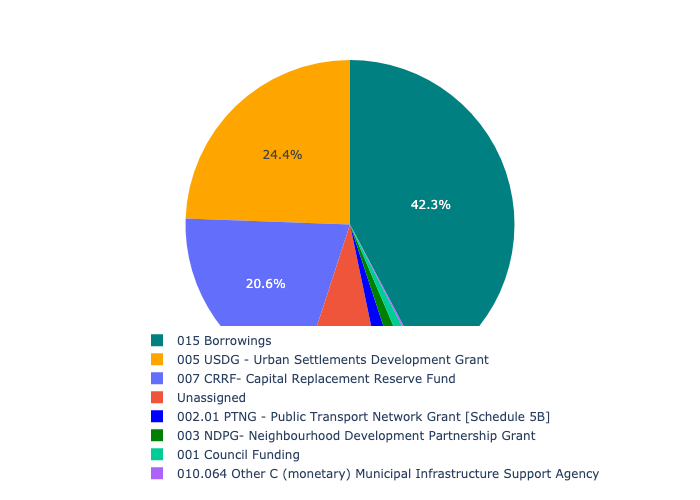 24.4%
42.3%
20.6%
015 Borrowings
005 USDG - Urban Settlements Development Grant
007 CRRF- Capital Replacement Reserve Fund
Unassigned
002.01 PTNG - Public Transport Network Grant [Schedule 5B]
003 NDPG- Neighbourhood Development Partnership Grant
001 Council Funding
010.064 Other C (monetary) Municipal Infrastructure Support Agency